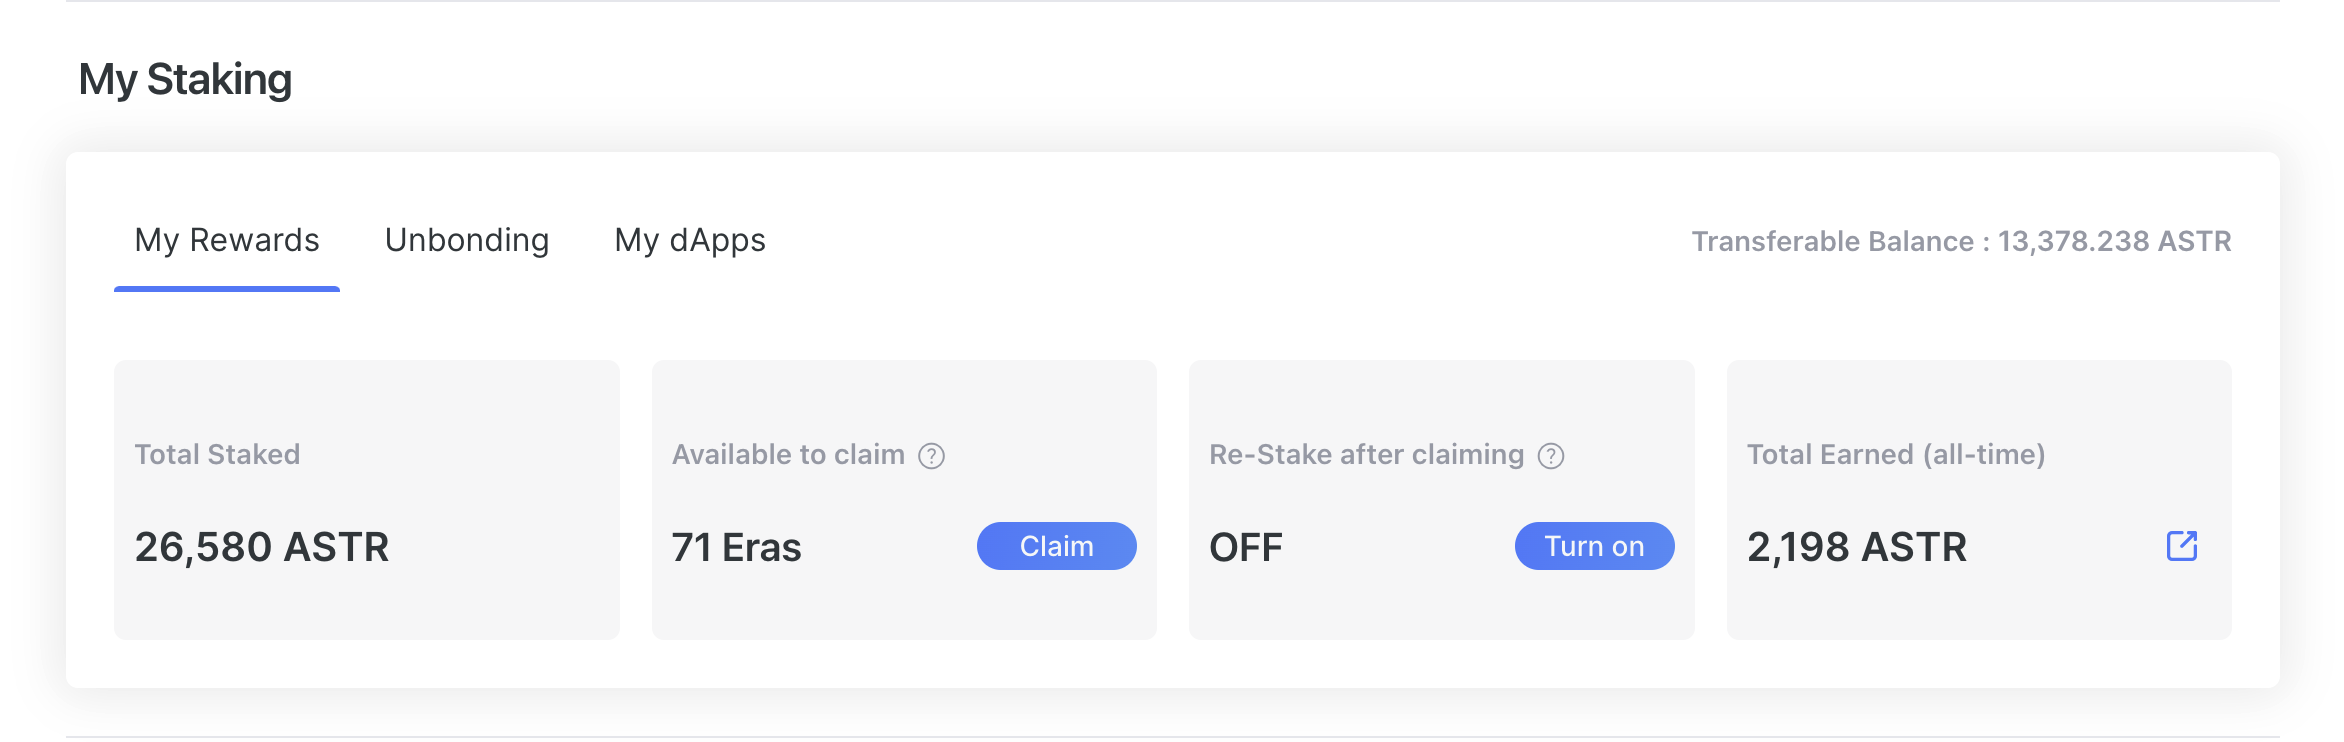 My Staking
My Rewards Unbonding My dApps Transferable Balance : 13,378.238 ASTR
Total Staked
26,580 ASTR
Available to claim ?
71 Eras Claim
Re-Stake after claiming ?
OFF Turn on
Total Earned (all-time)
2,198 ASTR